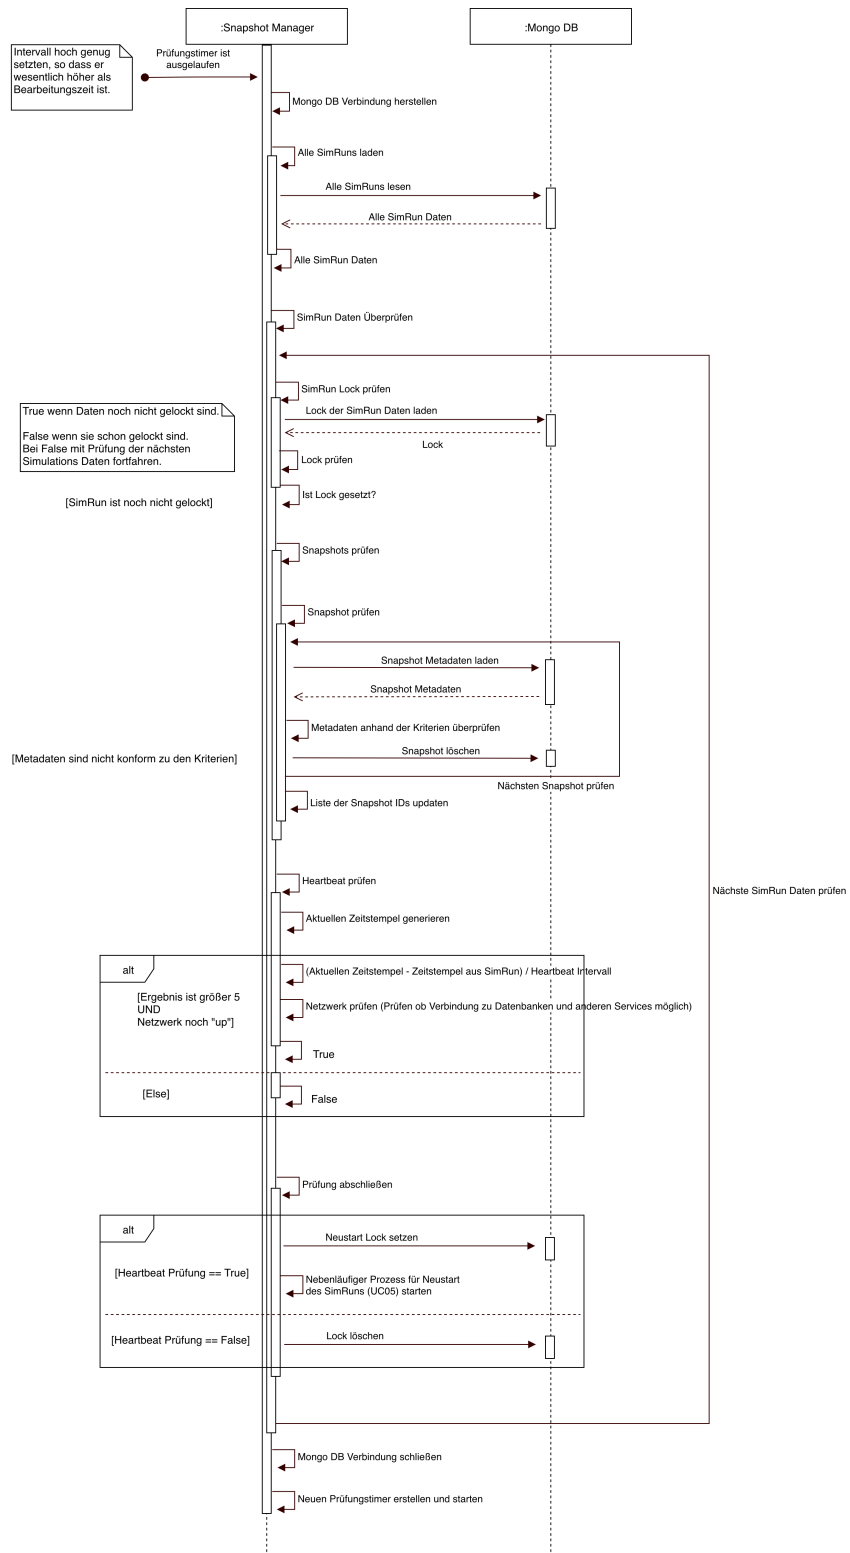 :Snapshot Manager
:Mongo DB
Intervall hoch genug
setzten, so dass er
wesentlich höher als
Bearbeitungszeit ist.
Prüfungstimer ist
ausgelaufen
Mongo DB Verbindung herstellen
Alle SimRuns laden
Alle SimRuns lesen
Alle SimRun Daten
Alle SimRun Daten
SimRun Daten Überprüfen
SimRun Lock prüfen
True wenn Daten noch nicht gelockt sind.
False wenn sie schon gelockt sind.
Bei False mit Prüfung der nächsten
Simulations Daten fortfahren.
Lock der SimRun Daten laden
Lock
Lock prüfen
Ist Lock gesetzt?
[SimRun ist noch nicht gelockt]
Snapshots prüfen
Snapshot prüfen
Snapshot Metadaten laden
Snapshot Metadaten
Metadaten anhand der Kriterien überprüfen
Snapshot löschen
[Metadaten sind nicht konform zu den Kriterien]
Nächsten Snapshot prüfen
Liste der Snapshot IDs updaten
Heartbeat prüfen
Nächste SimRun Daten prüfen
Aktuellen Zeitstempel generieren
alt
(Aktuellen Zeitstempel - Zeitstempel aus SimRun) / Heartbeat Intervall
[Ergebnis ist größer 5
UND
Netzwerk noch "up"]
Netzwerk prüfen (Prüfen ob Verbindung zu Datenbanken und anderen Services möglich)
True
[Else]
False
Prüfung abschließen
alt
Neustart Lock setzen
[Heartbeat Prüfung == True]
Nebenläufiger Prozess für Neustart
des SimRuns (UC05) starten
[Heartbeat Prüfung == False]
Lock löschen
Mongo DB Verbindung schließen
Neuen Prüfungstimer erstellen und starten